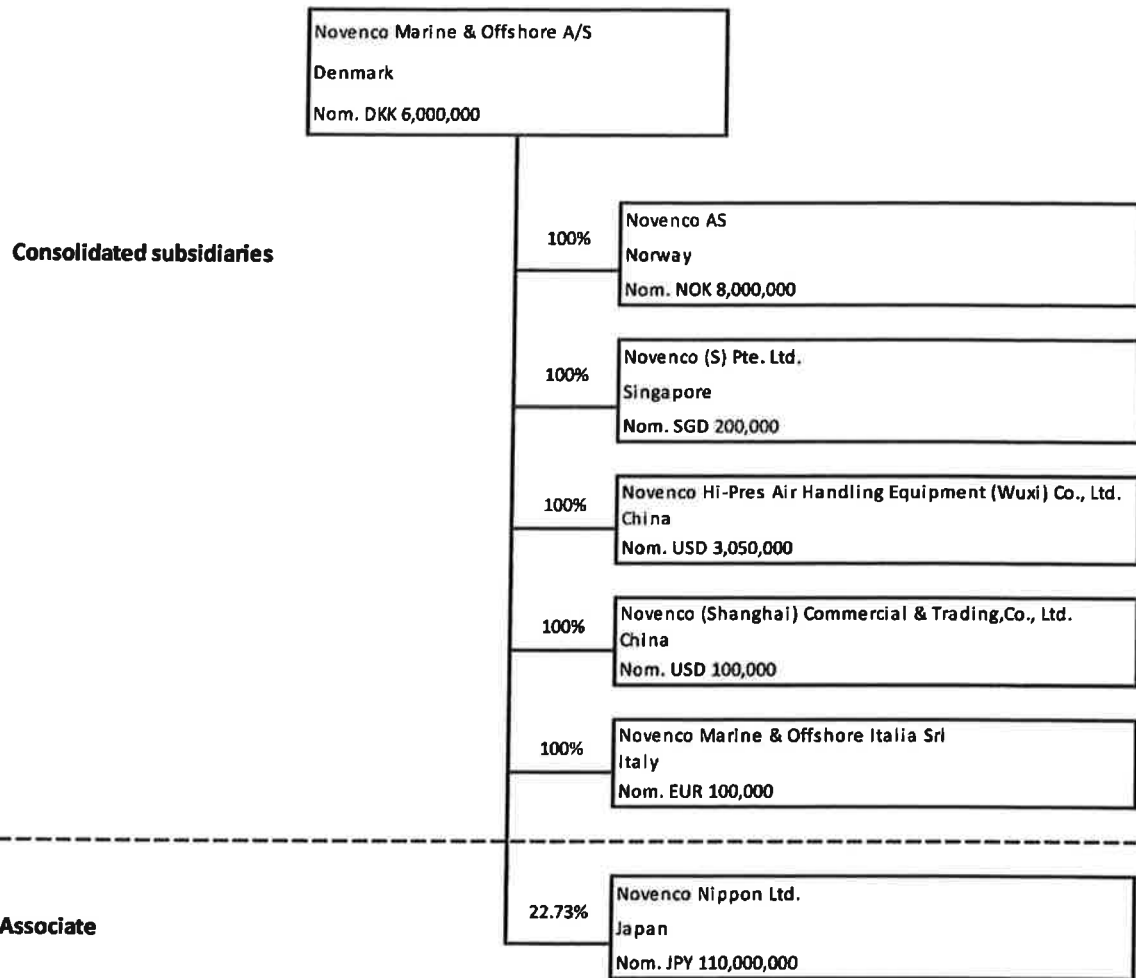 Novenco Marine & Offshore A/S
Denmark
Nom. DKK 6,000,000
Consolidated subsidiaries
100%
Novenco AS
Norway
Nom. NOK 8,000,000
100%
Novenco (S) Pte. Ltd.
Singapore
Nom. SGD 200,000
100%
Novenco Hi-Pres Air Handling Equipment (Wuxi) Co., Ltd.
China
Nom. USD 3,050,000
100%
Novenco (Shanghai) Commercial & Trading,Co., Ltd.
China
Nom. USD 100,000
100%
Novenco Marine & Offshore Italia Srl
Italy
Nom. EUR 100,000
Associate
22.73%
Novenco Nippon Ltd.
Japan
Nom. JPY 110,000,000